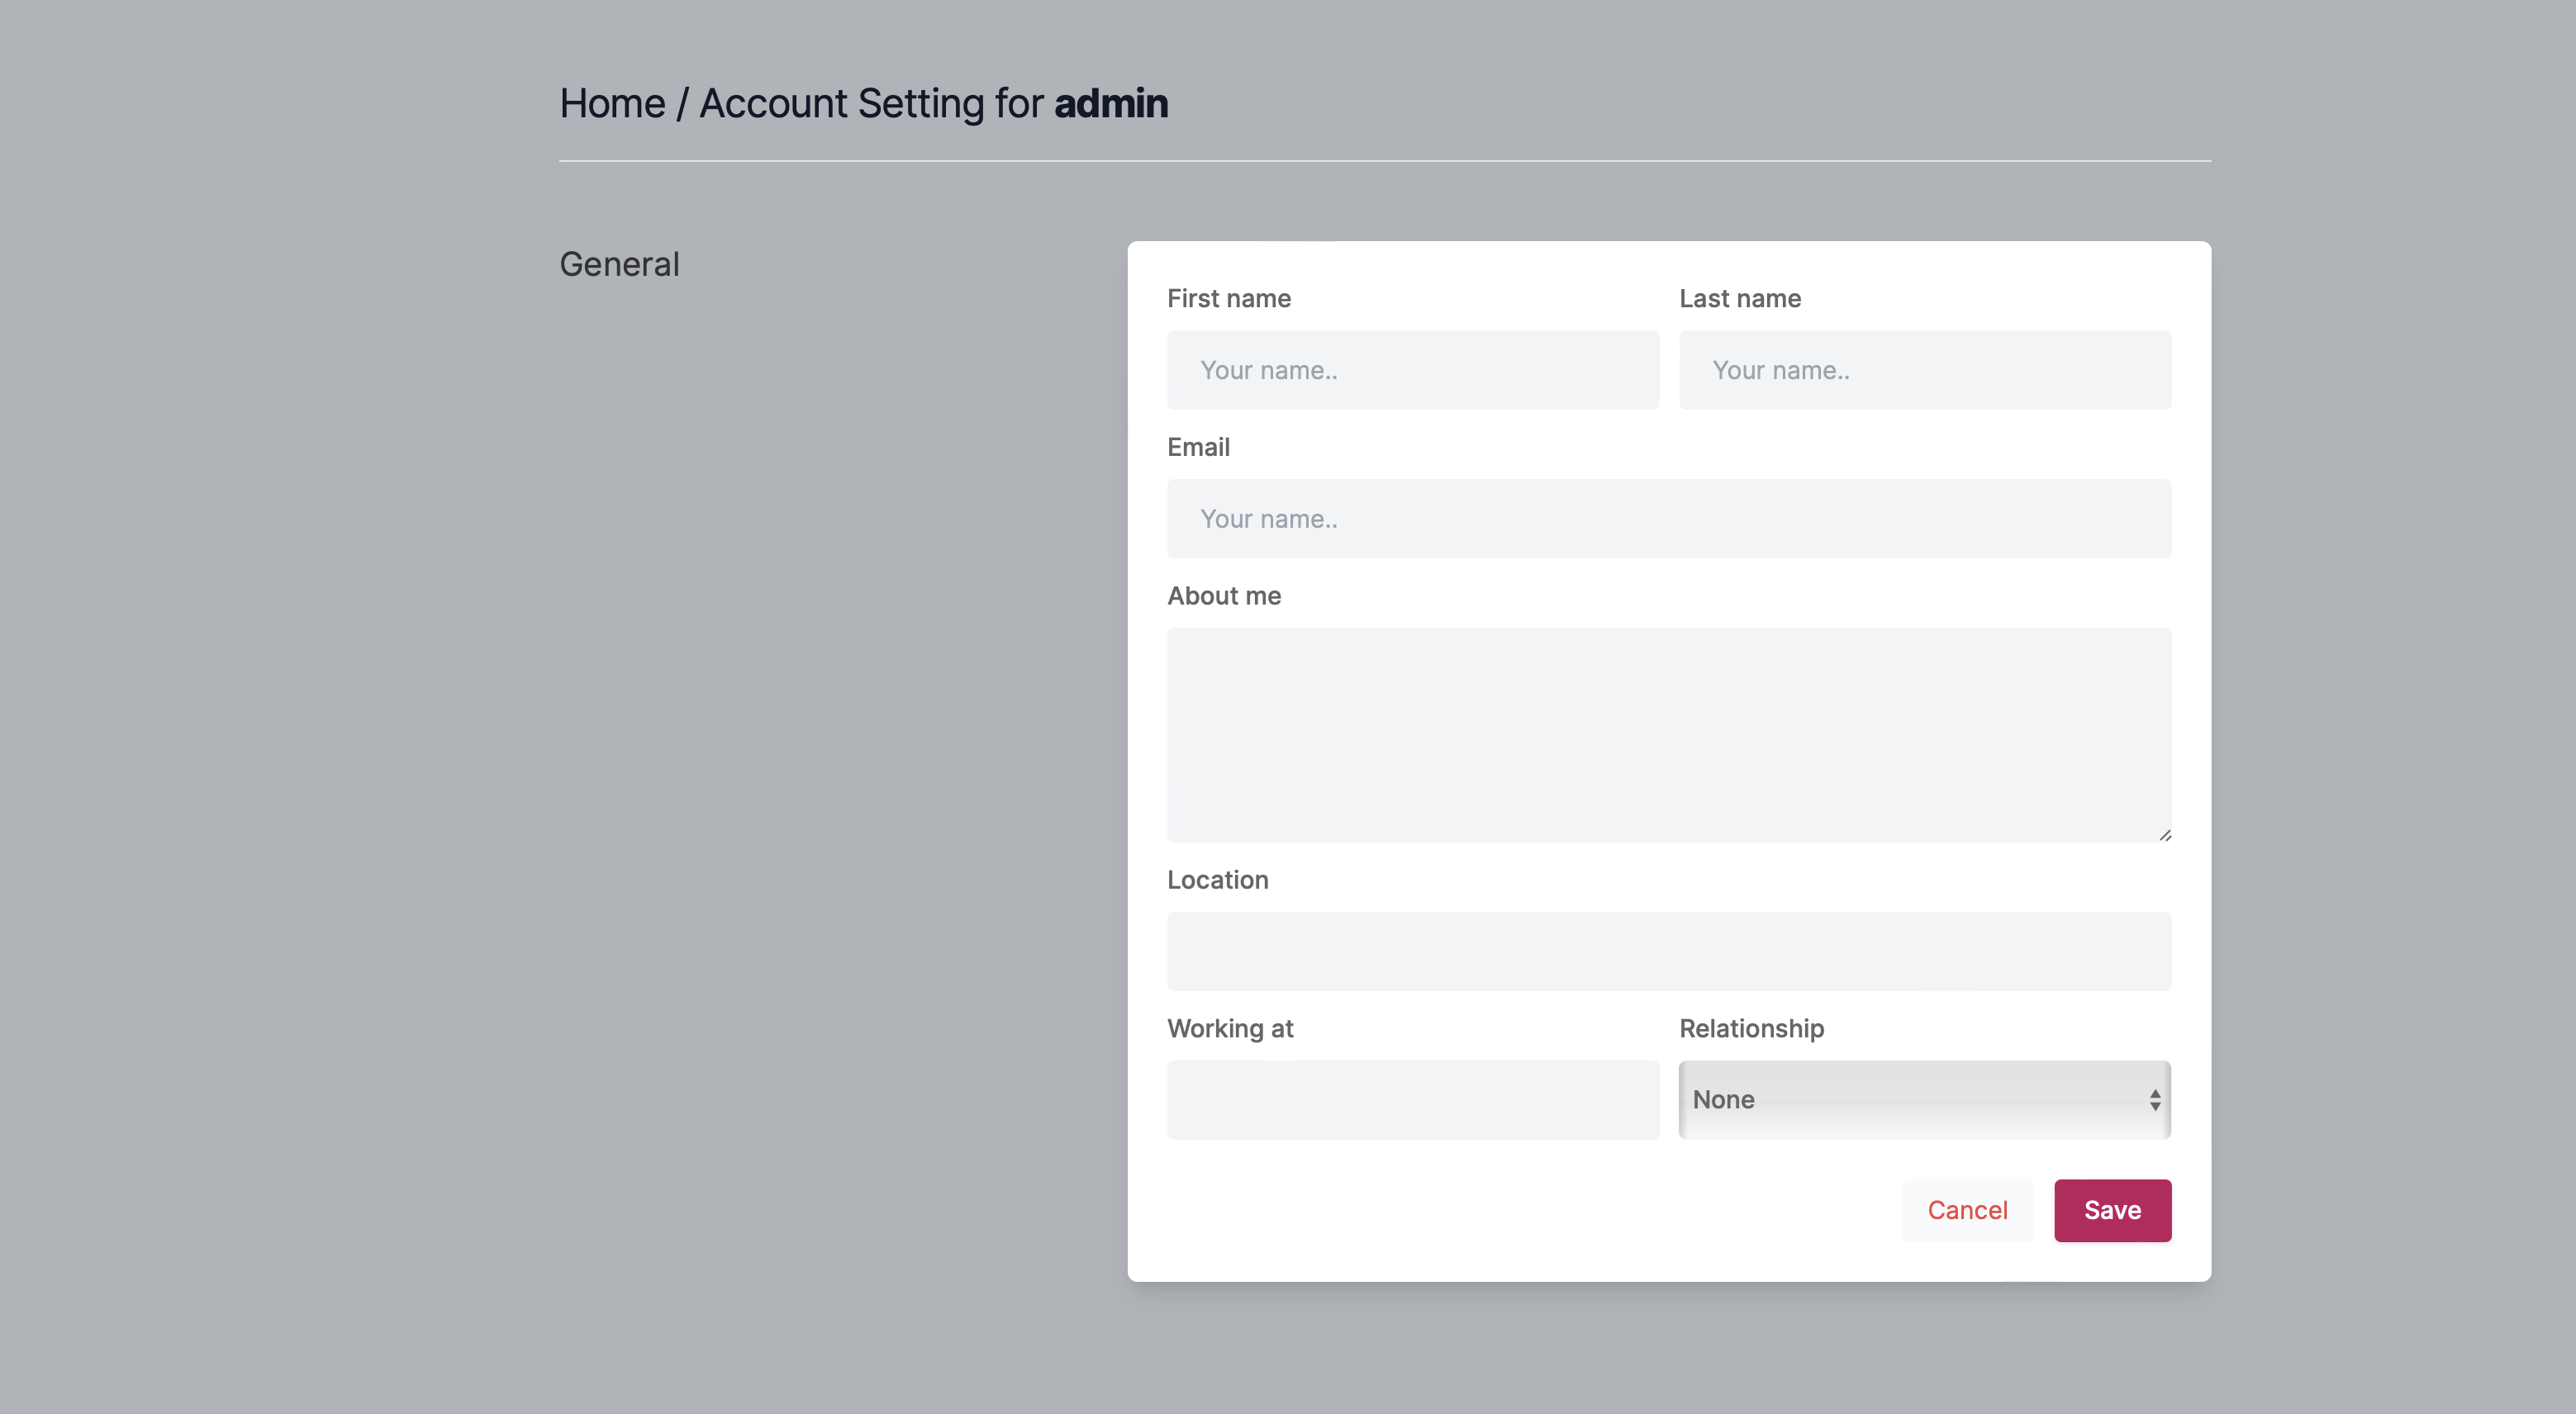 Home / Account Setting for admin
General
First name
Last name
Your name..
Your name..
Email
Your name..
About me
Location
Working at
Relationship
None
Cancel
Save